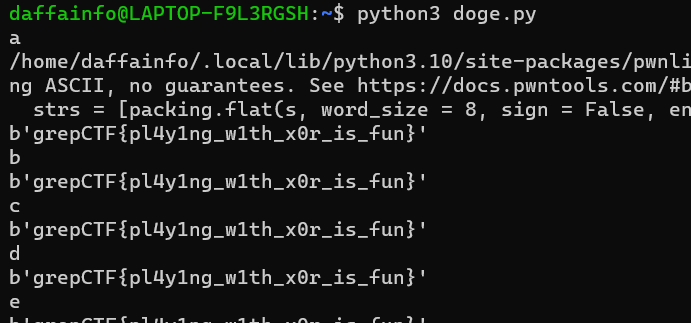 daffainfo@LAPTOP-F9L3RGSH:~$ python3 doge.py
a
/home/daffainfo/.local/lib/python3.10/site-packages/pwnli
ng ASCII, no guarantees. See https://docs.pwntools.com/#b
  strs = [packing.flat(s, word_size = 8, sign = False, en
b'grepCTF{pl4y1ng_w1th_x0r_is_fun}'
b
b'grepCTF{pl4y1ng_w1th_x0r_is_fun}'
c
b'grepCTF{pl4y1ng_w1th_x0r_is_fun}'
d
b'grepCTF{pl4y1ng_w1th_x0r_is_fun}'
e